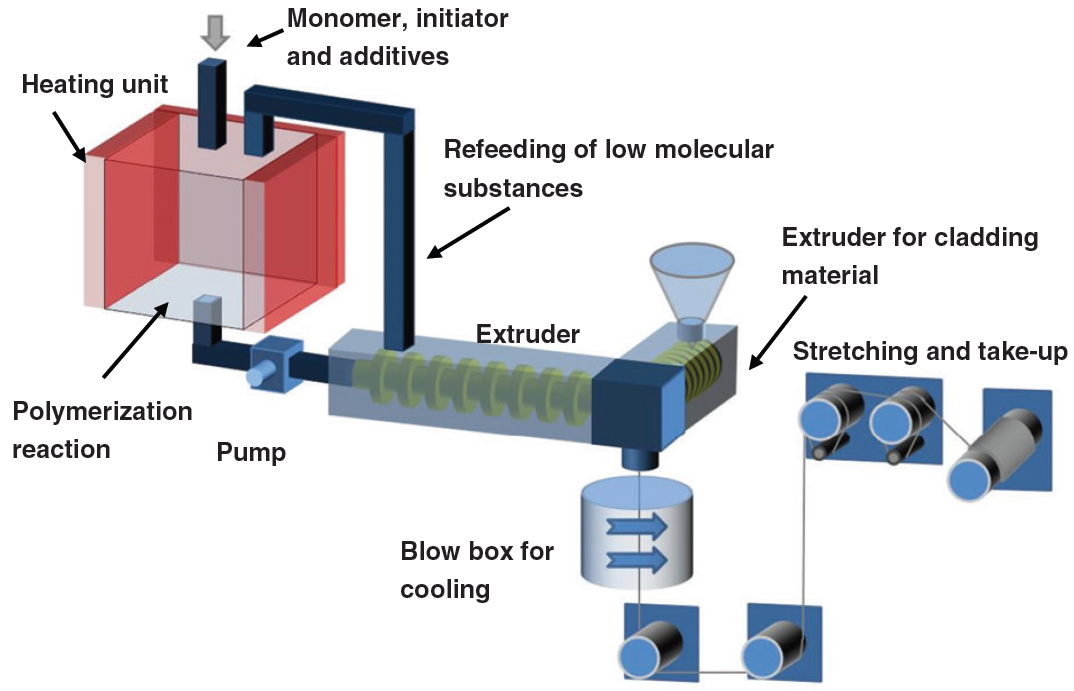 Monomer, initiator
and additives
Heating unit
Refeeding of low molecular
substances
Extruder for cladding
material
Extruder
Stretching and take-up
Polymerization
reaction
Pump
Blow box for
cooling